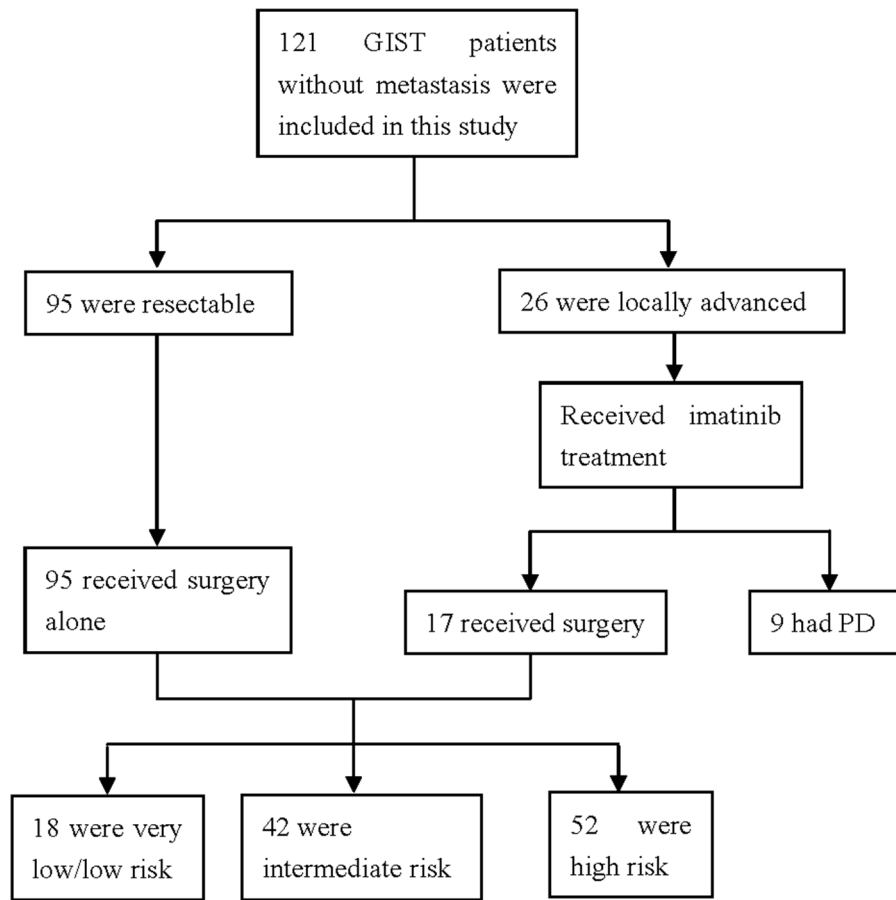 121 GIST patients
without metastasis were
included in this study
95 were resectable
26 were locally advanced
Received imatinib
treatment
95 received surgery
alone
17 received surgery
9 had PD
18 were very
low/low risk
42 were
intermediate risk
52 were
high risk